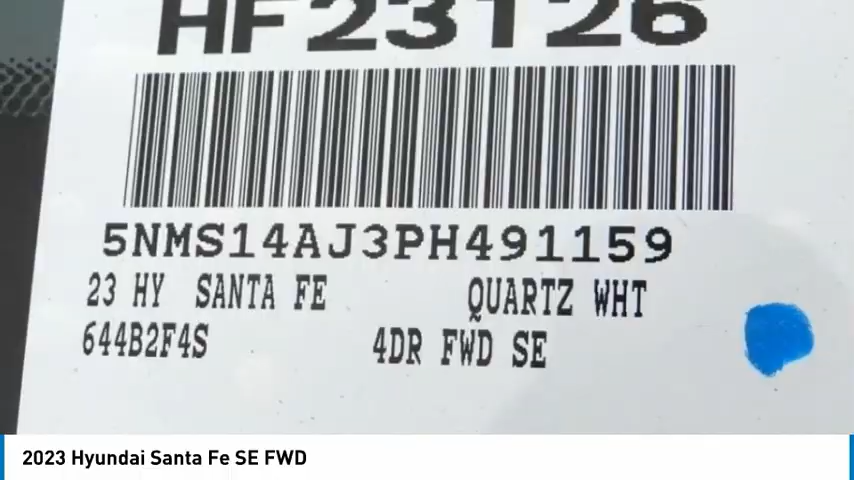 HF23126
5NMS14AJ3PH491159
23 HY SANTA FE QUARTZ WHT
644B2F4S 4DR FWD SE
2023 Hyundai Santa Fe SE FWD